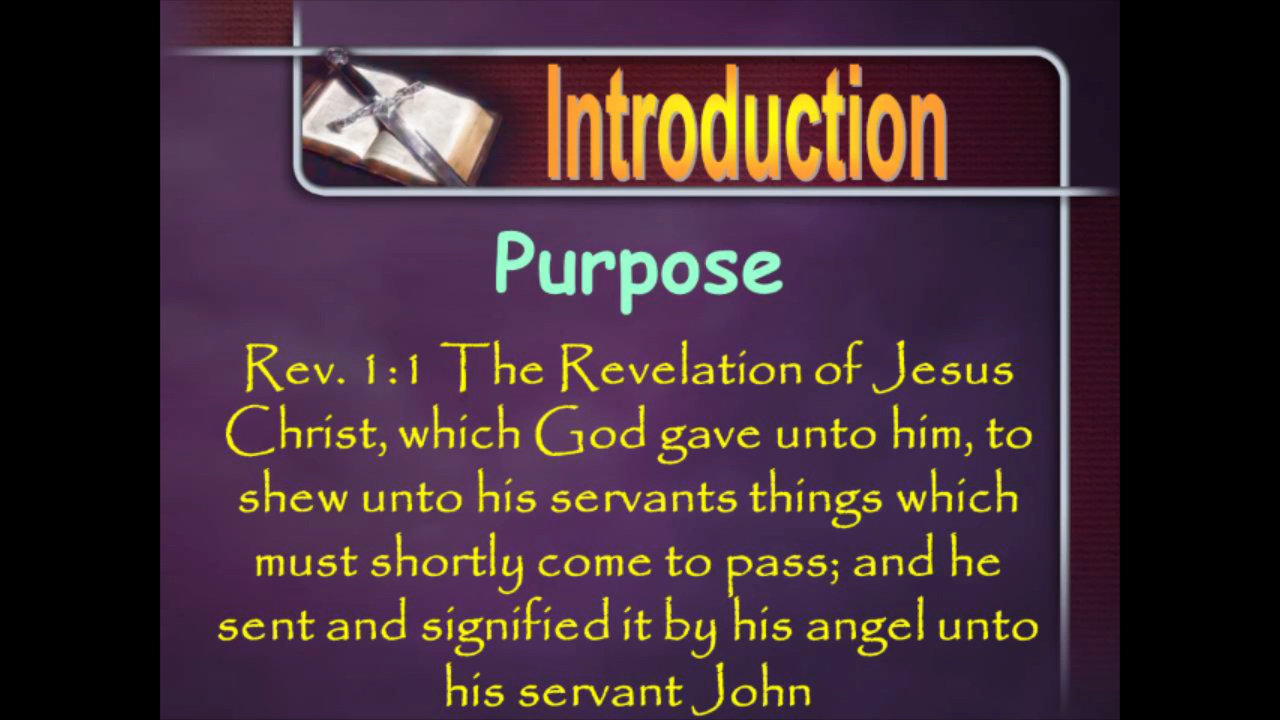 Introduction
Purpose
Rev. 1:1 The Revelation of Jesus
Christ, which God gave unto him, to
shew unto his servants things which
must shortly come to pass; and he
sent and signified it by his angel unto
his servant John